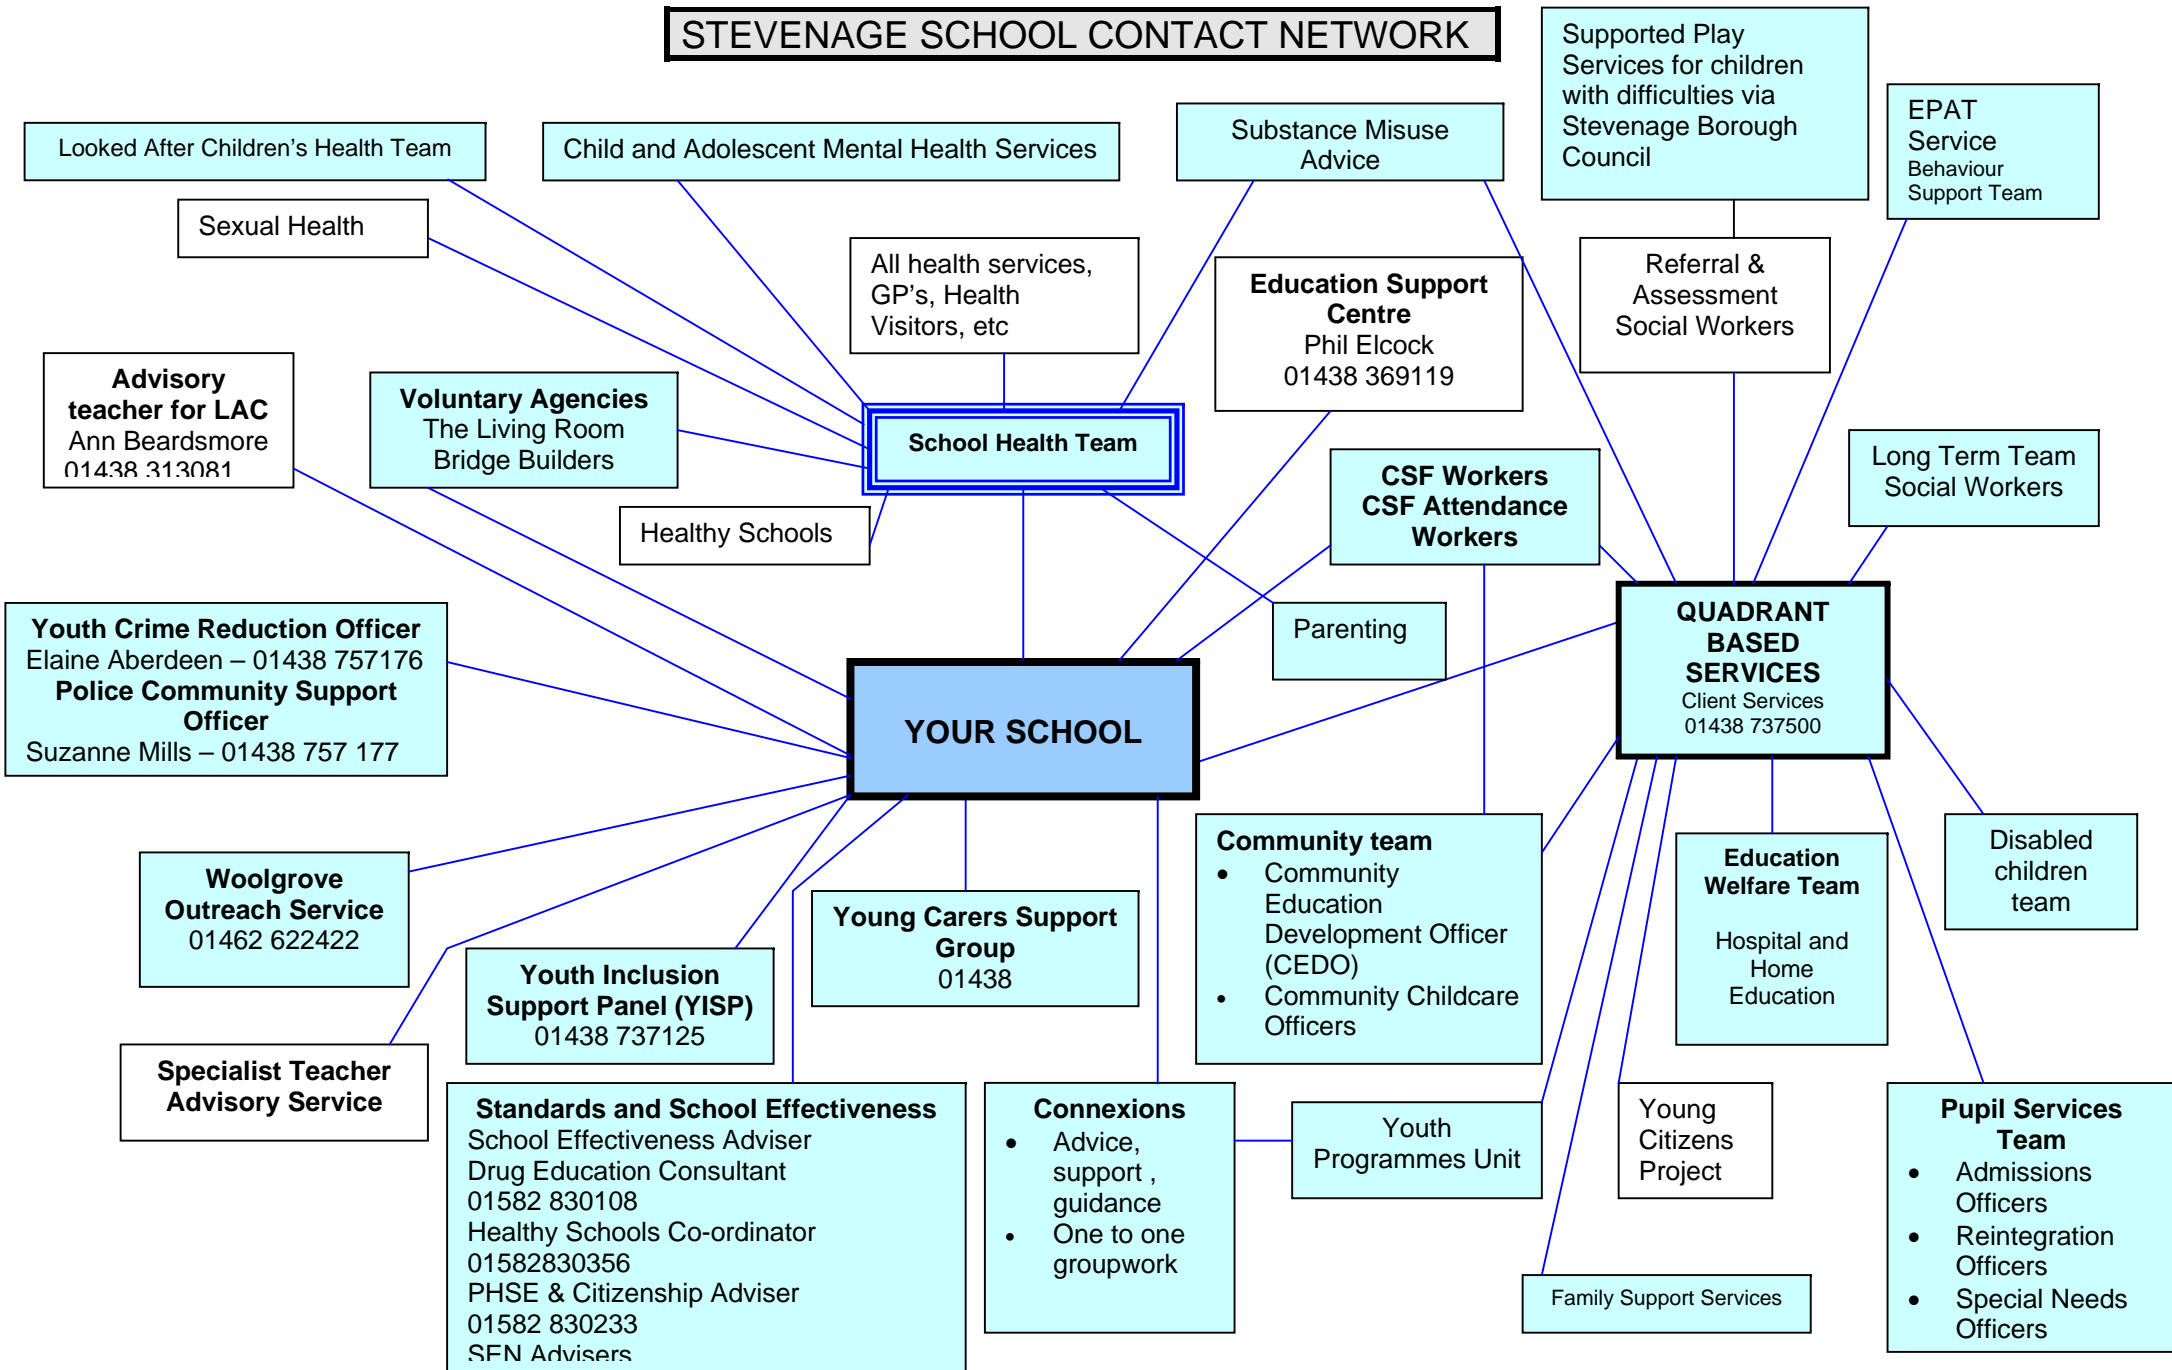 STEVENAGE SCHOOL CONTACT NETWORK
Supported Play
Services for children
with difficulties via
Stevenage Borough
Council
EPAT
Service
Behaviour
Support Team
Looked After Children’s Health Team
Child and Adolescent Mental Health Services
Substance Misuse
Advice
Sexual Health
All health services,
GP's, Health
Visitors, etc
Education Support
Centre
Phil Elcock
01438 369119
Referral &
Assessment
Social Workers
Advisory
teacher for LAC
Ann Beardsmore
01438 313081
Voluntary Agencies
The Living Room
Bridge Builders
School Health Team
CSF Workers
CSF Attendance
Workers
Long Term Team
Social Workers
Healthy Schools
Youth Crime Reduction Officer
Elaine Aberdeen – 01438 757176
Police Community Support
Officer
Suzanne Mills – 01438 757 177
Parenting
QUADRANT
BASED
SERVICES
Client Services
01438 737500
YOUR SCHOOL
Woolgrove
Outreach Service
01462 622422
Youth Inclusion
Support Panel (YISP)
01438 737125
Young Carers Support
Group
01438
Community team
• Community
Education
Development Officer
(CEDO)
• Community Childcare
Officers
Education
Welfare Team
Hospital and
Home
Education
Disabled
children
team
Specialist Teacher
Advisory Service
Standards and School Effectiveness
School Effectiveness Adviser
Drug Education Consultant
01582 830108
Healthy Schools Co-ordinator
01582830356
PHSE & Citizenship Adviser
01582 830233
SEN Advisers
Connexions
• Advice,
support ,
guidance
• One to one
groupwork
Youth
Programmes Unit
Young
Citizens
Project
Family Support Services
Pupil Services
Team
• Admissions
Officers
• Reintegration
Officers
• Special Needs
Officers